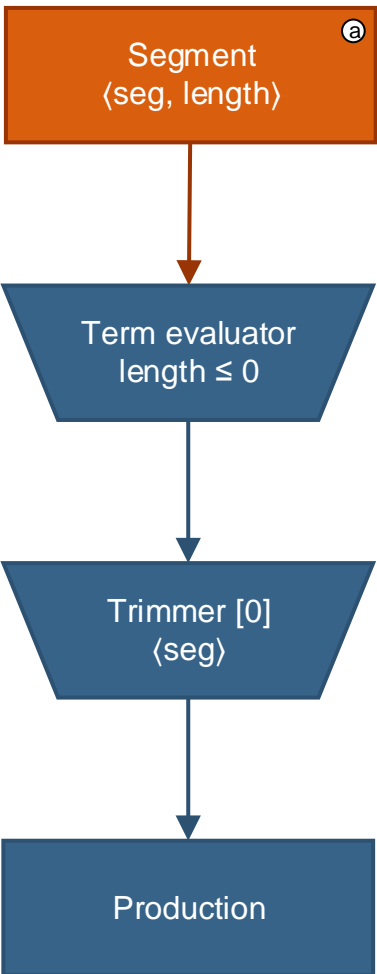 a
Segment
⟨seg, length⟩
Term evaluator
length ≤ 0
Trimmer [0]
⟨seg⟩
Production